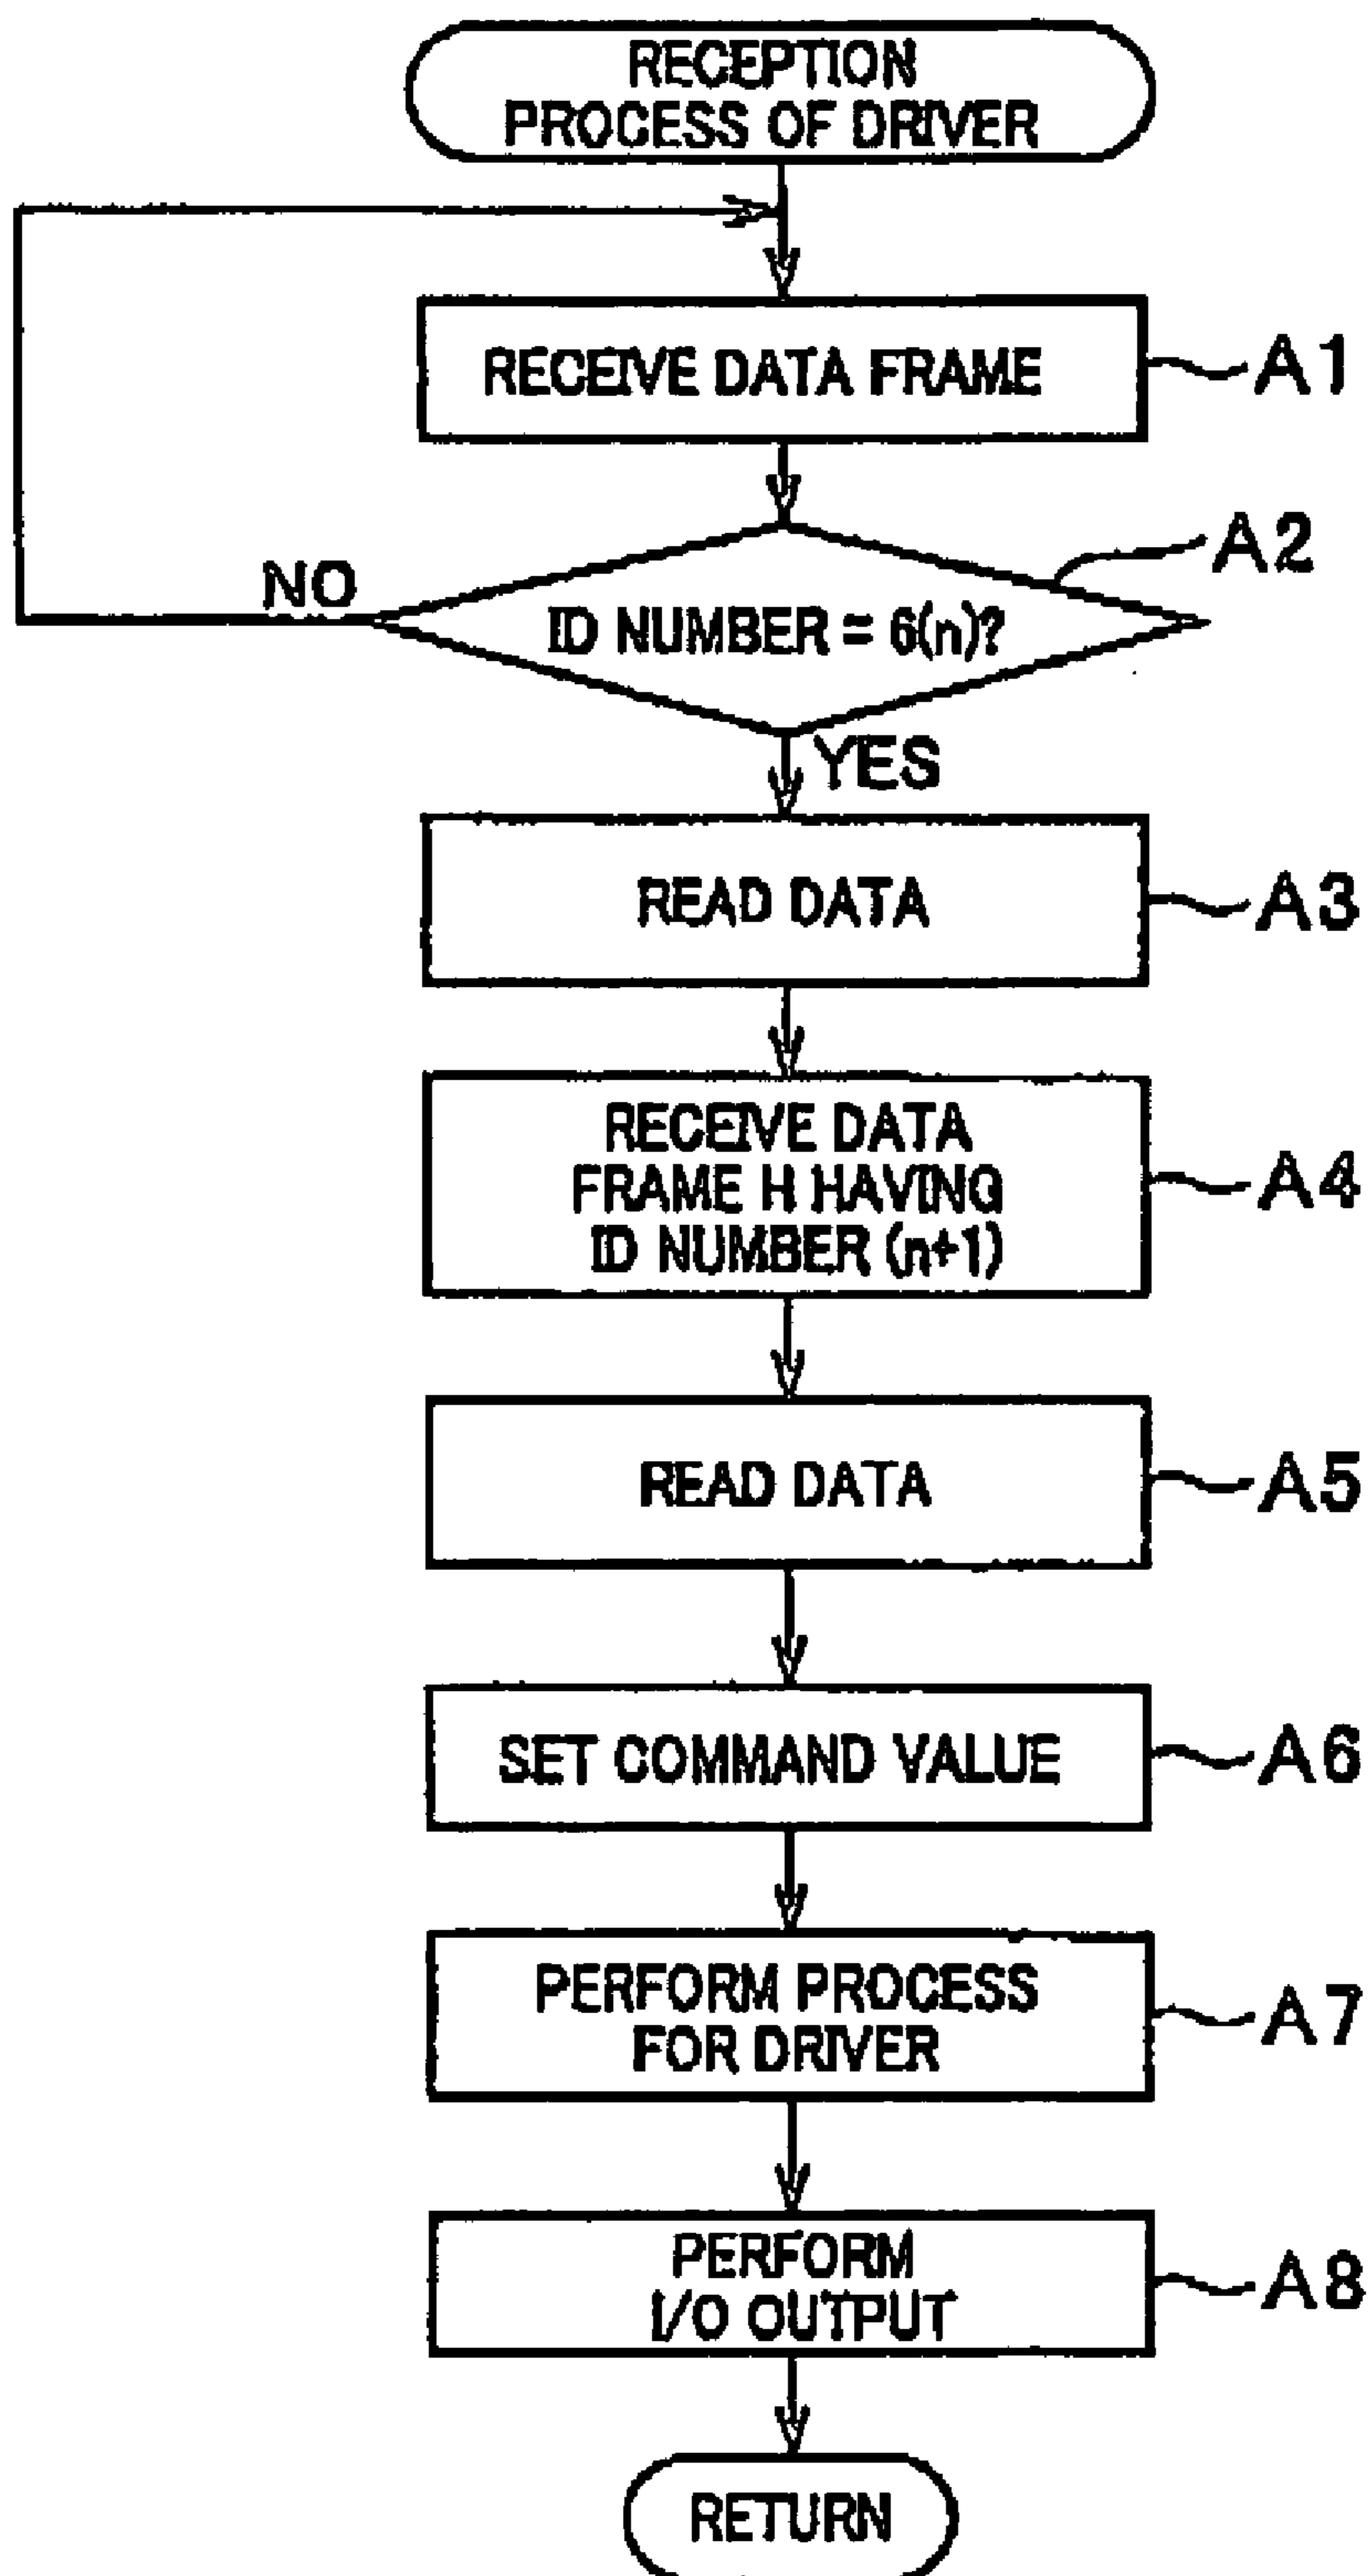 RECEPTION
PROCESS OF DRIVER
RECEIVE DATA FRAME
A1
A2
NO
ID NUMBER = 6(n)?
YES
READ DATA
A3
RECEIVE DATA
FRAME H HAVING
ID NUMBER (n+1)
A4
READ DATA
A5
SET COMMAND VALUE
A6
PERFORM PROCESS
FOR DRIVER
A7
PERFORM
I/O OUTPUT
A8
RETURN